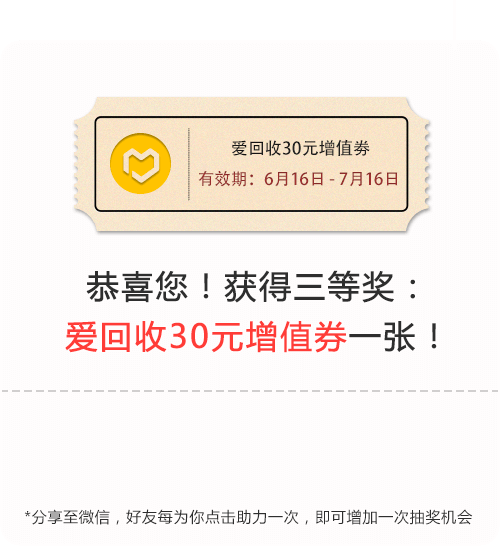 爱回收30元增值券
有效期：6月16日 - 7月16日
恭喜您！获得三等奖：
爱回收30元增值券一张！
*分享至微信，好友每为你点击助力一次，即可增加一次抽奖机会